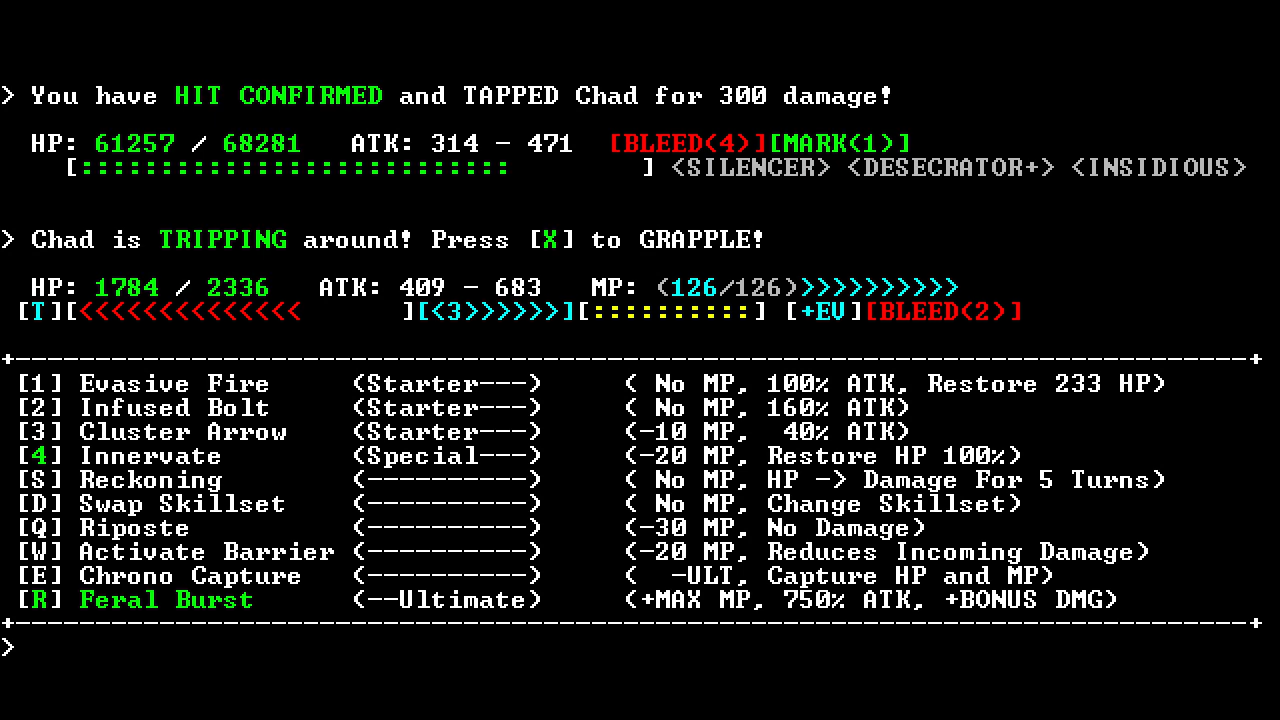 > You have HIT CONFIRMED and TAPPED Chad for 300 damage!
HP: 61257 / 68281   ATK: 314 - 471  [BLEED(4)][MARK(1)]
[:::::::::::::::::::::::::::        ] <SILENCER> <DESECRATOR+> <INSIDIOUS>
> Chad is TRIPPING around! Press [X] to GRAPPLE!
HP: 1784 / 2336   ATK: 409 - 683   MP: (126/126)>>>>>>>>>>
[T][<<<<<<<<<<<<<<      ][<3>>>>>>][::::::::::] [+EV][BLEED(2)]
+------------------------------------------------------------------------------+
[1] Evasive Fire     (Starter---)     ( No MP, 100% ATK, Restore 233 HP)
[2] Infused Bolt     (Starter---)     ( No MP, 160% ATK)
[3] Cluster Arrow    (Starter---)     (-10 MP,  40% ATK)
[4] Innervate        (Special---)     (-20 MP, Restore HP 100%)
[S] Reckoning        (----------)     ( No MP, HP -> Damage For 5 Turns)
[D] Swap Skillset    (----------)     ( No MP, Change Skillset)
[Q] Riposte          (----------)     (-30 MP, No Damage)
[W] Activate Barrier (----------)     (-20 MP, Reduces Incoming Damage)
[E] Chrono Capture   (----------)     (  -ULT, Capture HP and MP)
[R] Feral Burst      (--Ultimate)     (+MAX MP, 750% ATK, +BONUS DMG)
+------------------------------------------------------------------------------+
>